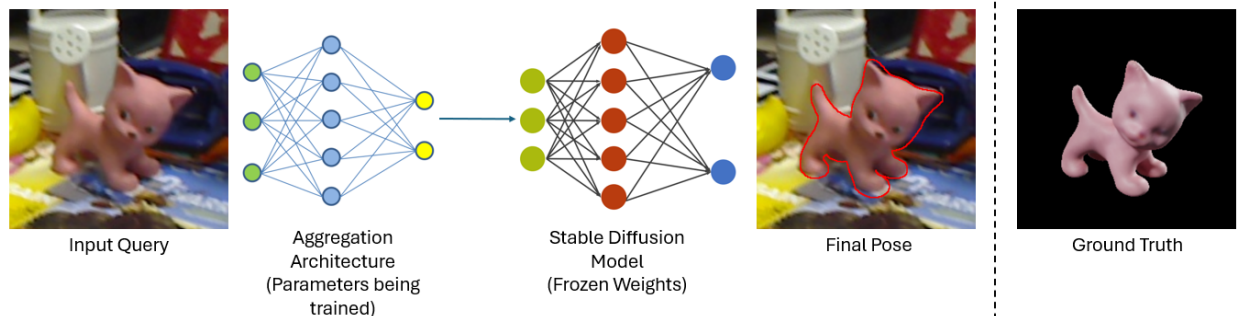 Input Query
Aggregation
Architecture
(Parameters being
trained)
Stable Diffusion
Model
(Frozen Weights)
Final Pose
Ground Truth